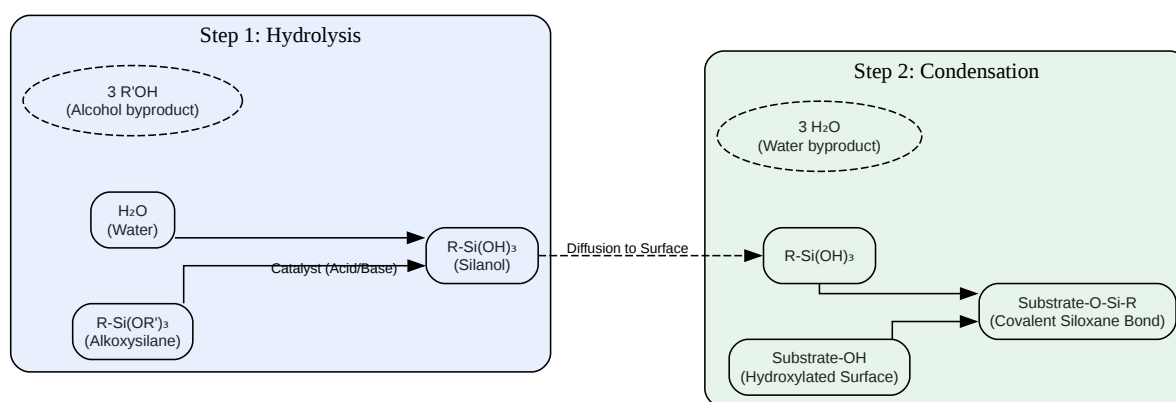 Step 1: Hydrolysis
3 R'OH
(Alcohol byproduct)
H₂O
(Water)
Catalyst (Acid/Base)
R-Si(OR')₃
(Alkoxysilane)
R-Si(OH)₃
(Silanol)
Diffusion to Surface
Step 2: Condensation
3 H₂O
(Water byproduct)
R-Si(OH)₃
Substrate-OH
(Hydroxylated Surface)
Substrate-O-Si-R
(Covalent Siloxane Bond)